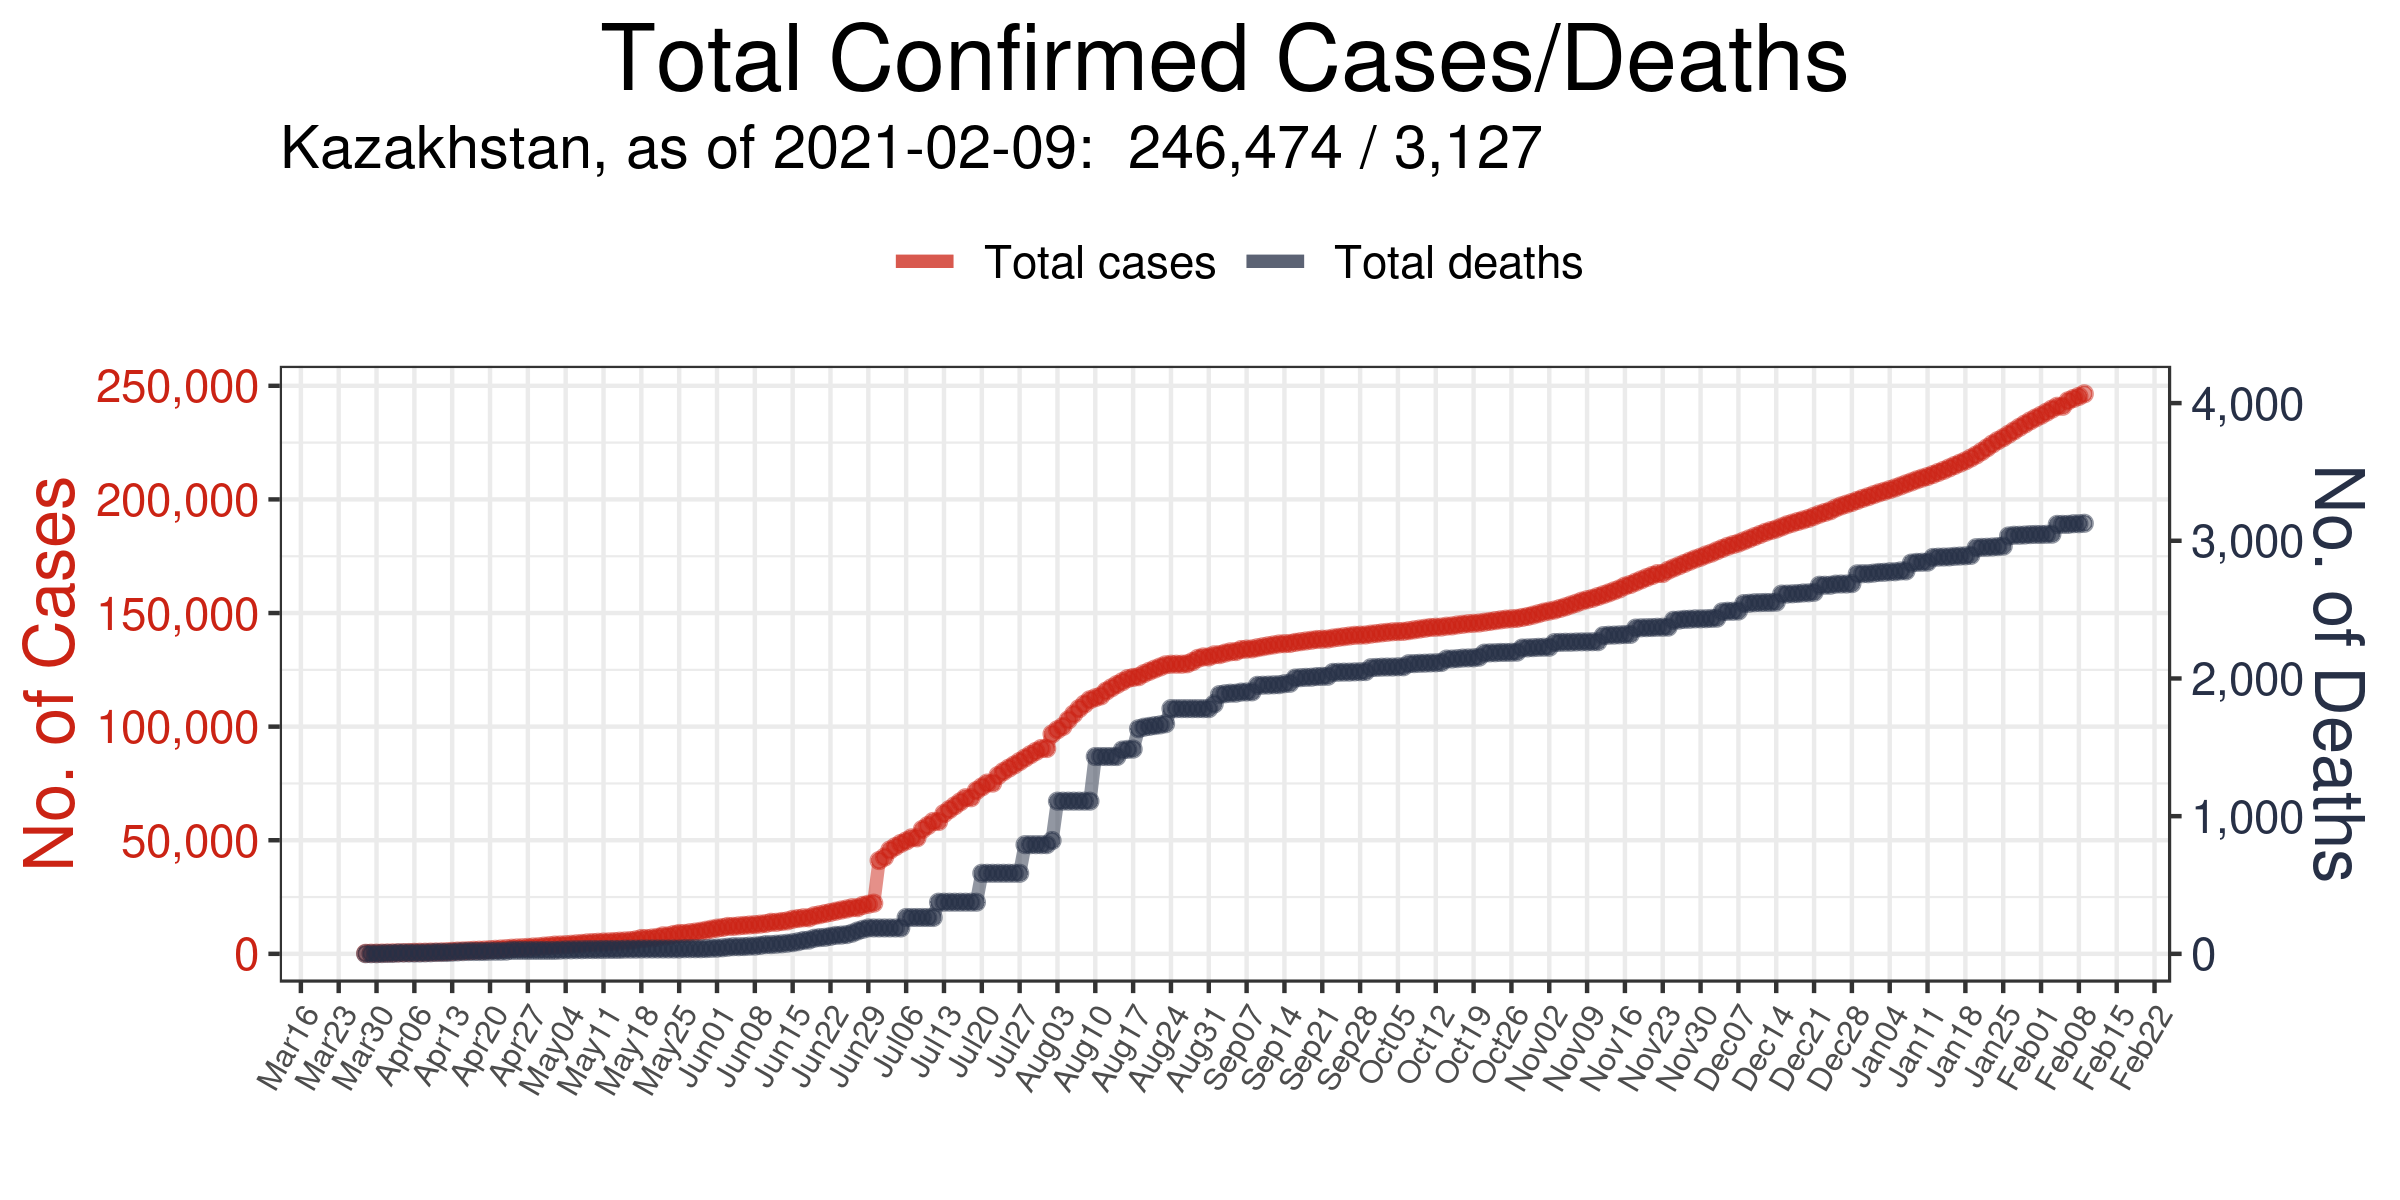 Total Confirmed Cases/Deaths
Kazakhstan, as of 2021-02-09:  246,474 / 3,127
Total cases
Total deaths
No. of Cases
250,000
200,000
150,000
100,000
50,000
0
4,000
3,000
2,000
1,000
0
No. of Deaths
Mar16
Mar23
Mar30
Apr06
Apr13
Apr20
Apr27
May04
May11
May18
May25
Jun01
Jun08
Jun15
Jun22
Jun29
Jul06
Jul13
Jul20
Jul27
Aug03
Aug10
Aug17
Aug24
Aug31
Sep07
Sep14
Sep21
Sep28
Oct05
Oct12
Oct19
Oct26
Nov02
Nov09
Nov16
Nov23
Nov30
Dec07
Dec14
Dec21
Dec28
Jan04
Jan11
Jan18
Jan25
Feb01
Feb08
Feb15
Feb22